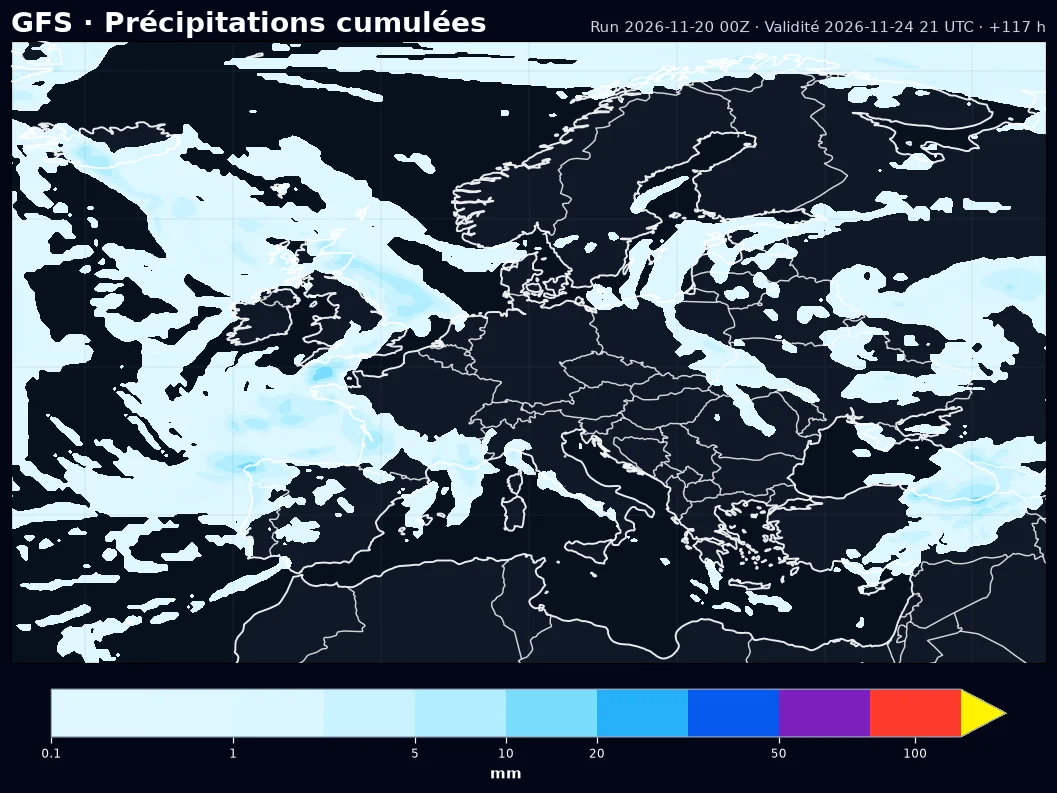 GFS · Précipitations cumulées
Run 2026-11-20 00Z · Validité 2026-11-24 21 UTC · +117 h
0.1 1 5 10 20 50 100
mm